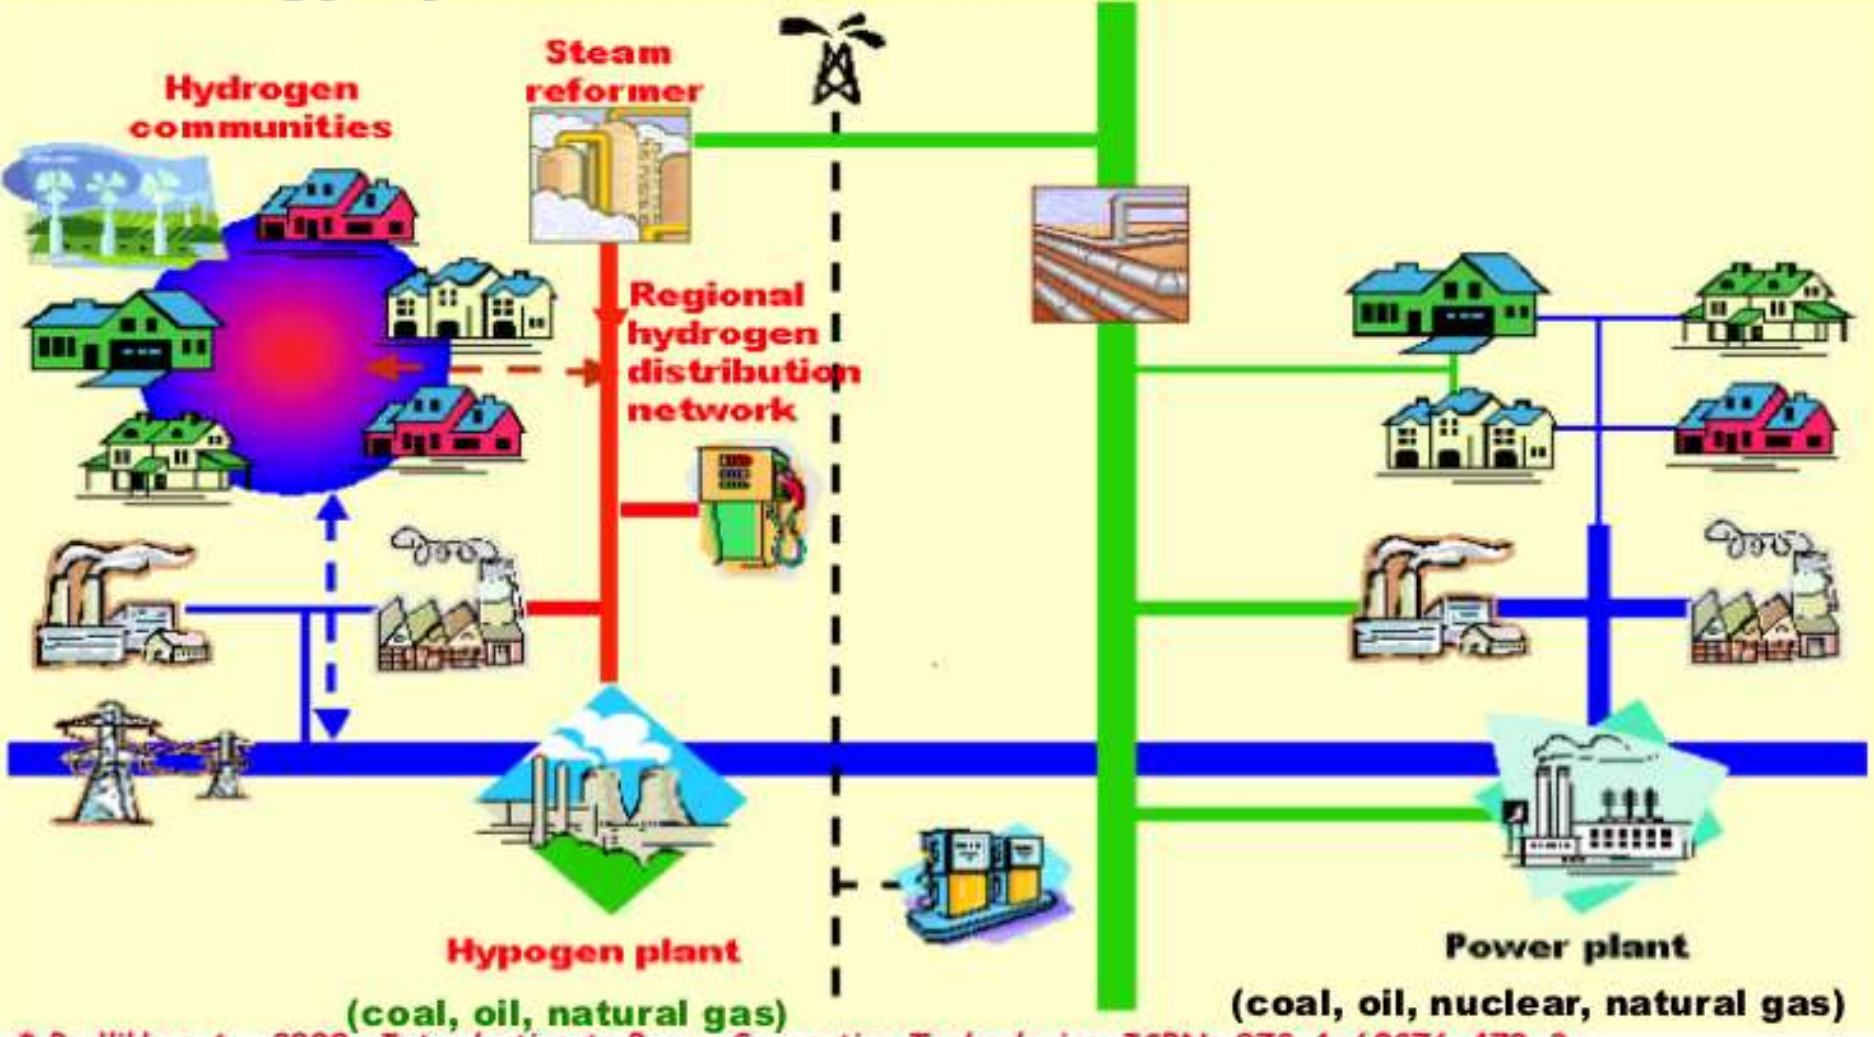 Steam
reformer
Hydrogen
communities
Regional
hydrogen
distribution
network
Hypogen plant
(coal, oil, natural gas)
Power plant
(coal, oil, nuclear, natural gas)